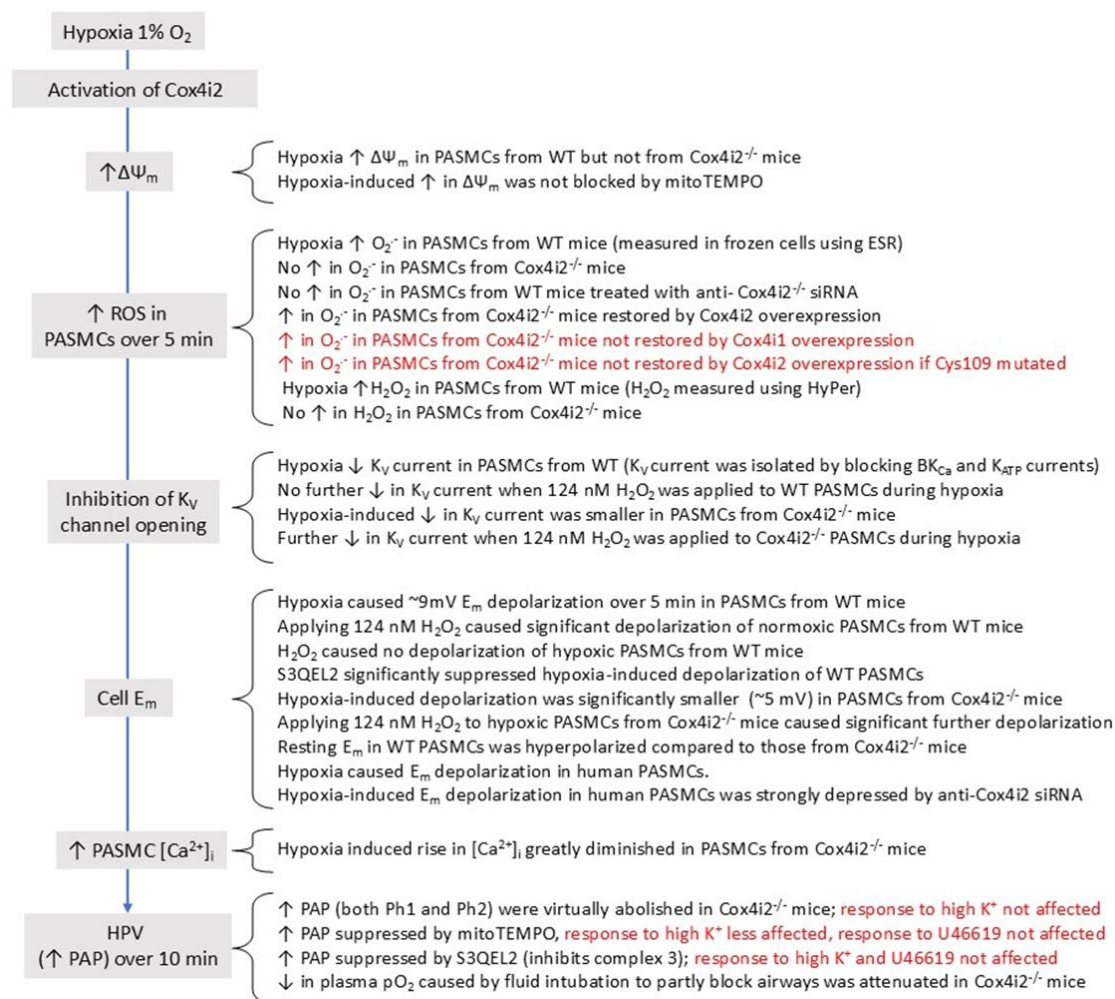 Hypoxia 1% O₂
Activation of Cox4i2
↑ΔΨₘ
Hypoxia ↑ ΔΨₘ in PASMCs from WT but not from Cox4i2⁻/⁻ mice
Hypoxia-induced ↑ in ΔΨₘ was not blocked by mitoTEMPO
↑ ROS in
PASMCs over 5 min
Hypoxia ↑ O₂·⁻ in PASMCs from WT mice (measured in frozen cells using ESR)
No ↑ in O₂·⁻ in PASMCs from Cox4i2⁻/⁻ mice
No ↑ in O₂·⁻ in PASMCs from WT mice treated with anti- Cox4i2⁻/⁻ siRNA
↑ in O₂·⁻ in PASMCs from Cox4i2⁻/⁻ mice restored by Cox4i2 overexpression
↑ in O₂·⁻ in PASMCs from Cox4i2⁻/⁻ mice not restored by Cox4i1 overexpression
↑ in O₂·⁻ in PASMCs from Cox4i2⁻/⁻ mice not restored by Cox4i2 overexpression if Cys109 mutated
Hypoxia ↑H₂O₂ in PASMCs from WT mice (H₂O₂ measured using HyPer)
No ↑ in H₂O₂ in PASMCs from Cox4i2⁻/⁻ mice
Inhibition of Kᵥ
channel opening
Hypoxia ↓ Kᵥ current in PASMCs from WT (Kᵥ current was isolated by blocking BK_Ca and K_ATP currents)
No further ↓ in Kᵥ current when 124 nM H₂O₂ was applied to WT PASMCs during hypoxia
Hypoxia-induced ↓ in Kᵥ current was smaller in PASMCs from Cox4i2⁻/⁻ mice
Further ↓ in Kᵥ current when 124 nM H₂O₂ was applied to Cox4i2⁻/⁻ PASMCs during hypoxia
Cell Eₘ
Hypoxia caused ~9mV Eₘ depolarization over 5 min in PASMCs from WT mice
Applying 124 nM H₂O₂ caused significant depolarization of normoxic PASMCs from WT mice
H₂O₂ caused no depolarization of hypoxic PASMCs from WT mice
S3QEL2 significantly suppressed hypoxia-induced depolarization of WT PASMCs
Hypoxia-induced depolarization was significantly smaller (~5 mV) in PASMCs from Cox4i2⁻/⁻ mice
Applying 124 nM H₂O₂ to hypoxic PASMCs from Cox4i2⁻/⁻ mice caused significant further depolarization
Resting Eₘ in WT PASMCs was hyperpolarized compared to those from Cox4i2⁻/⁻ mice
Hypoxia caused Eₘ depolarization in human PASMCs.
Hypoxia-induced Eₘ depolarization in human PASMCs was strongly depressed by anti-Cox4i2 siRNA
↑ PASMC [Ca²⁺]ᵢ
Hypoxia induced rise in [Ca²⁺]ᵢ greatly diminished in PASMCs from Cox4i2⁻/⁻ mice
HPV
(↑ PAP) over 10 min
↑ PAP (both Ph1 and Ph2) were virtually abolished in Cox4i2⁻/⁻ mice; response to high K⁺ not affected
↑ PAP suppressed by mitoTEMPO, response to high K⁺ less affected, response to U46619 not affected
↑ PAP suppressed by S3QEL2 (inhibits complex 3); response to high K⁺ and U46619 not affected
↓ in plasma pO₂ caused by fluid intubation to partly block airways was attenuated in Cox4i2⁻/⁻ mice